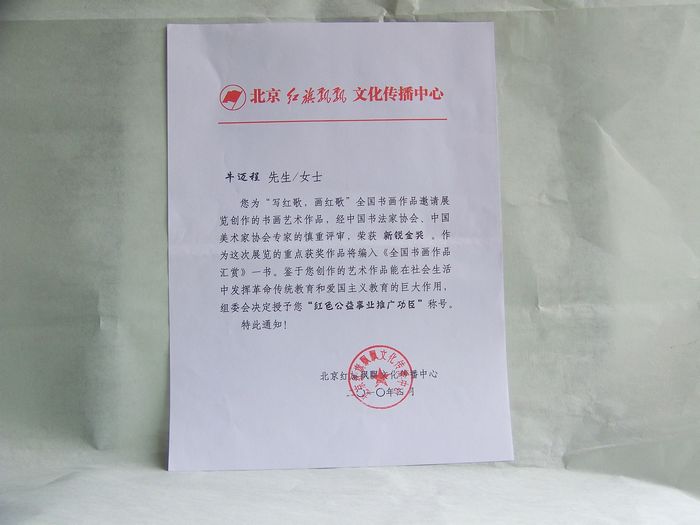 北京 红旗飘飘 文化传播中心
牛迈程 先生/女士
您为“写红歌，画红歌”全国书画作品邀请展
览创作的书画艺术作品，经中国书法家协会、中国
美术家协会专家的慎重评审，荣获 新锐金奖 。作
为这次展览的重点获奖作品将编入《全国书画作品
汇赏》一书。鉴于您创作的艺术作品能在社会生活
中发挥革命传统教育和爱国主义教育的巨大作用，
组委会决定授予您“红色公益事业推广功臣”称号。
特此通知！
北京红旗飘飘文化传播中心
二〇一〇年四月